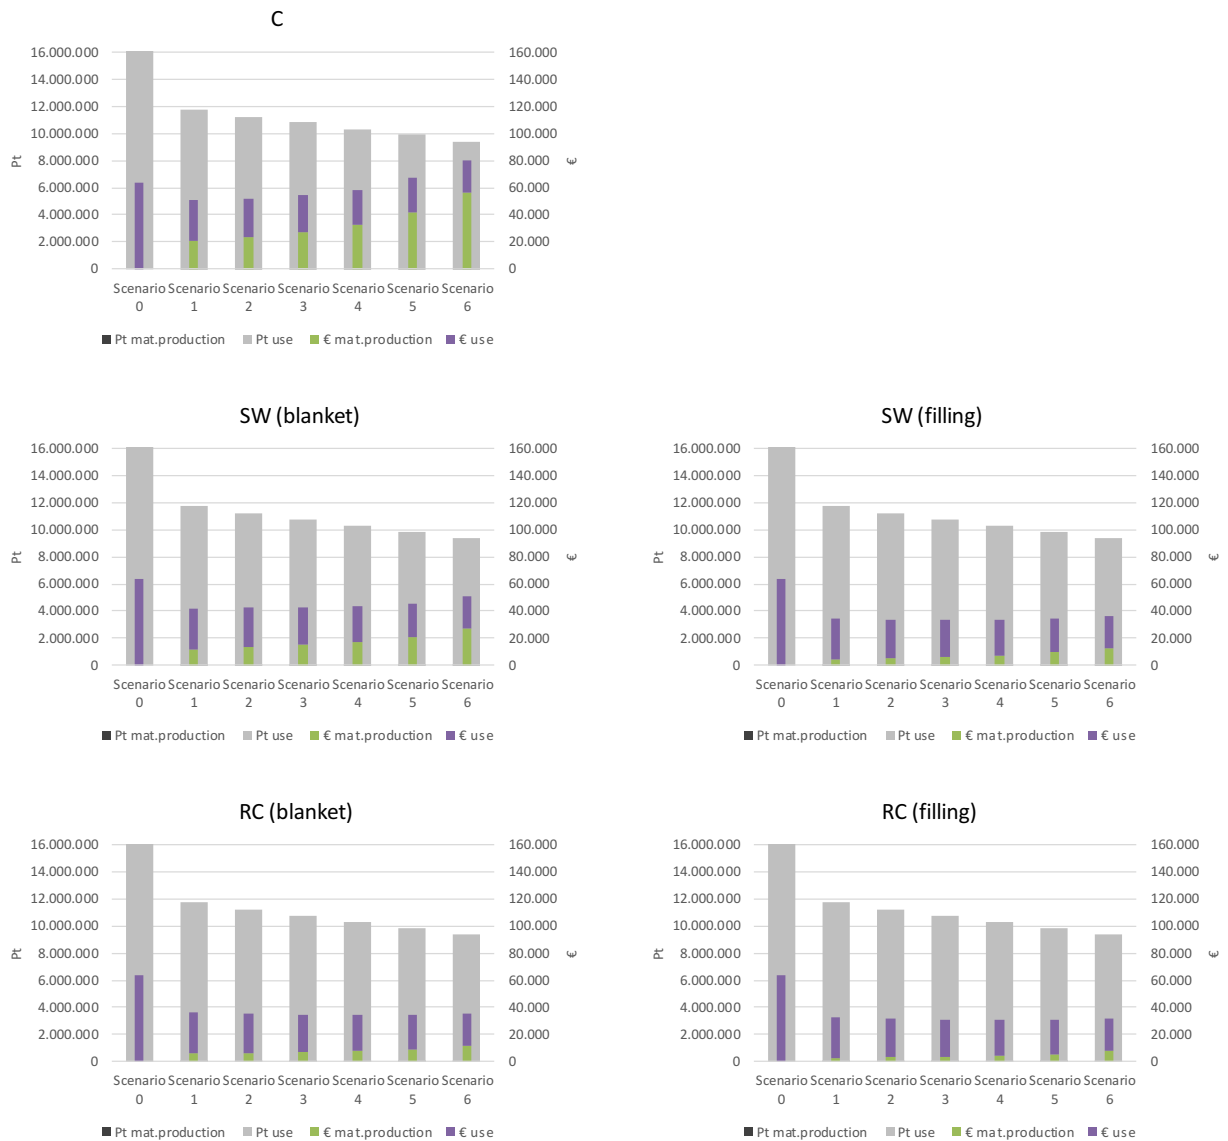 C
16.000.000
14.000.000
12.000.000
10.000.000
8.000.000
6.000.000
4.000.000
2.000.000
0
Pt
160.000
140.000
120.000
100.000
80.000
60.000
40.000
20.000
0
€
Scenario 0
Scenario 1
Scenario 2
Scenario 3
Scenario 4
Scenario 5
Scenario 6
Pt mat.production Pt use € mat.production € use
SW (blanket)
16.000.000
14.000.000
12.000.000
10.000.000
8.000.000
6.000.000
4.000.000
2.000.000
0
Pt
160.000
140.000
120.000
100.000
80.000
60.000
40.000
20.000
0
€
Scenario 0
Scenario 1
Scenario 2
Scenario 3
Scenario 4
Scenario 5
Scenario 6
Pt mat.production Pt use € mat.production € use
SW (filling)
16.000.000
14.000.000
12.000.000
10.000.000
8.000.000
6.000.000
4.000.000
2.000.000
0
Pt
160.000
140.000
120.000
100.000
80.000
60.000
40.000
20.000
0
€
Scenario 0
Scenario 1
Scenario 2
Scenario 3
Scenario 4
Scenario 5
Scenario 6
Pt mat.production Pt use € mat.production € use
RC (blanket)
16.000.000
14.000.000
12.000.000
10.000.000
8.000.000
6.000.000
4.000.000
2.000.000
0
Pt
160.000
140.000
120.000
100.000
80.000
60.000
40.000
20.000
0
€
Scenario 0
Scenario 1
Scenario 2
Scenario 3
Scenario 4
Scenario 5
Scenario 6
Pt mat.production Pt use € mat.production € use
RC (filling)
16.000.000
14.000.000
12.000.000
10.000.000
8.000.000
6.000.000
4.000.000
2.000.000
0
Pt
160.000
140.000
120.000
100.000
80.000
60.000
40.000
20.000
0
€
Scenario 0
Scenario 1
Scenario 2
Scenario 3
Scenario 4
Scenario 5
Scenario 6
Pt mat.production Pt use € mat.production € use